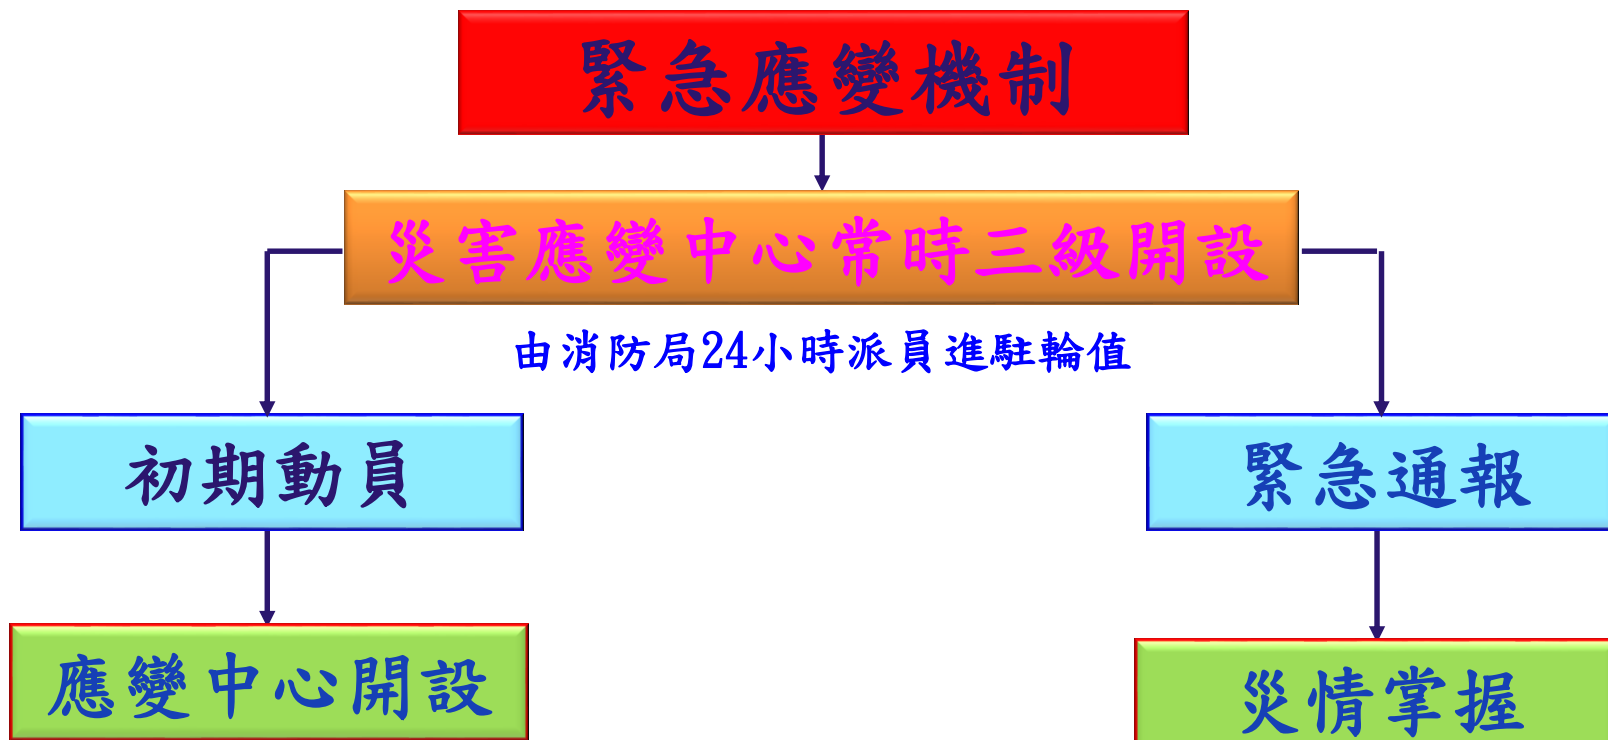 緊急應變機制
災害應變中心常時三級開設
由消防局24小時派員進駐輪值
初期動員
緊急通報
應變中心開設
災情掌握